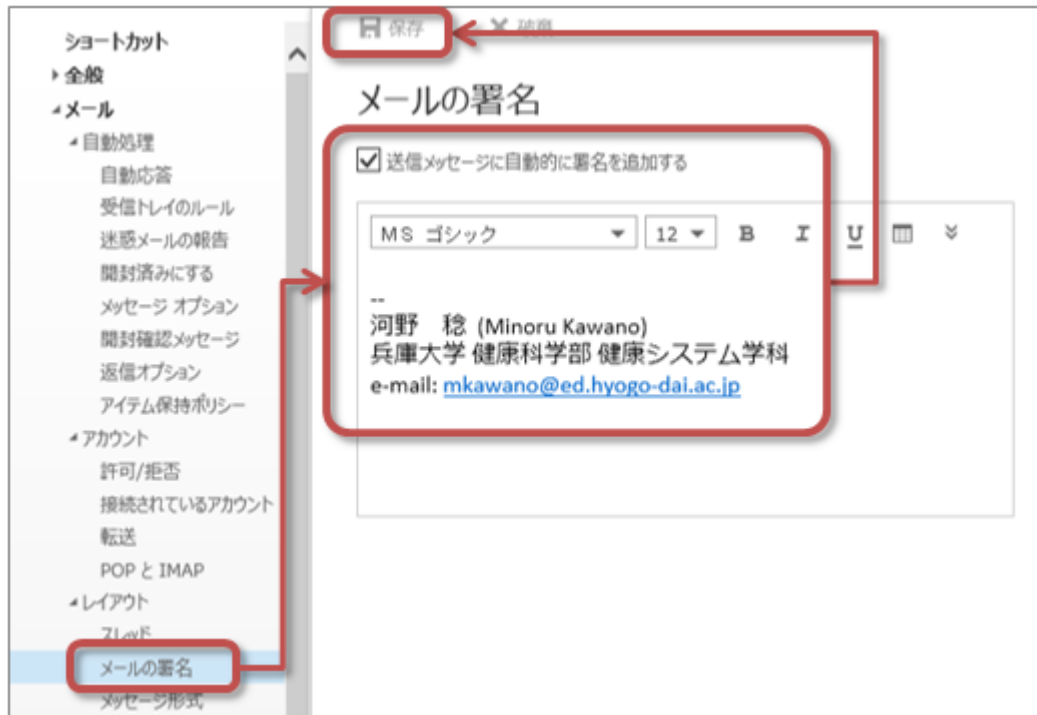 ショートカット
全般
メール
自動処理
自動応答
受信トレイのルール
迷惑メールの報告
開封済みにする
メッセージ オプション
開封確認メッセージ
返信オプション
アイテム保持ポリシー
アカウント
許可/拒否
接続されているアカウント
転送
POP と IMAP
レイアウト
スレッド
メールの署名
メッセージ形式
保存 破棄
メールの署名
送信メッセージに自動的に署名を追加する
MS ゴシック 12 B I U
--
河野　稔 (Minoru Kawano)
兵庫大学 健康科学部 健康システム学科
e-mail: mkawano@ed.hyogo-dai.ac.jp